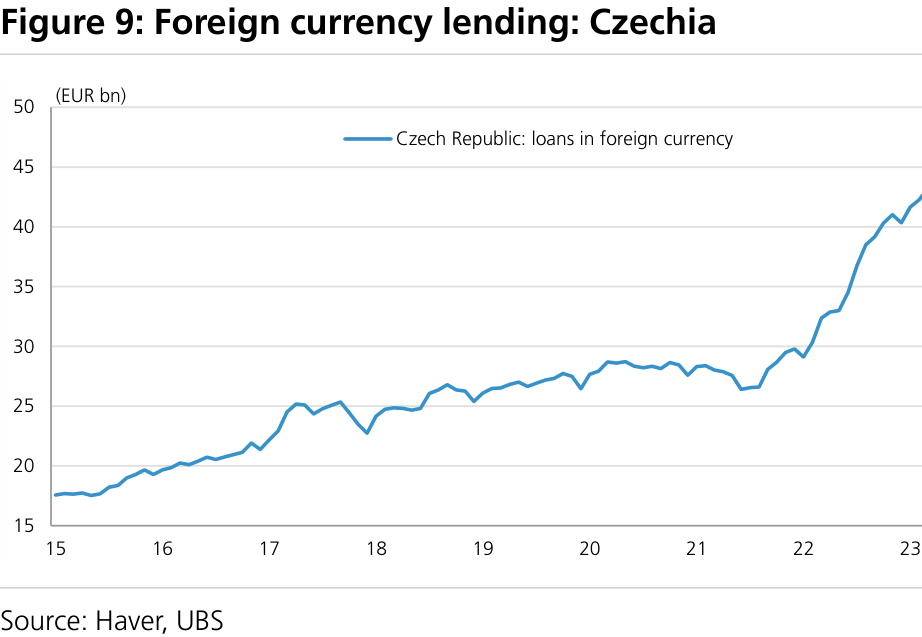 Figure 9: Foreign currency lending: Czechia
(EUR bn)
50
Czech Republic: loans in foreign currency
45
40
35
30
25
20
15
15 16 17 18 19 20 21 22 23
Source: Haver, UBS